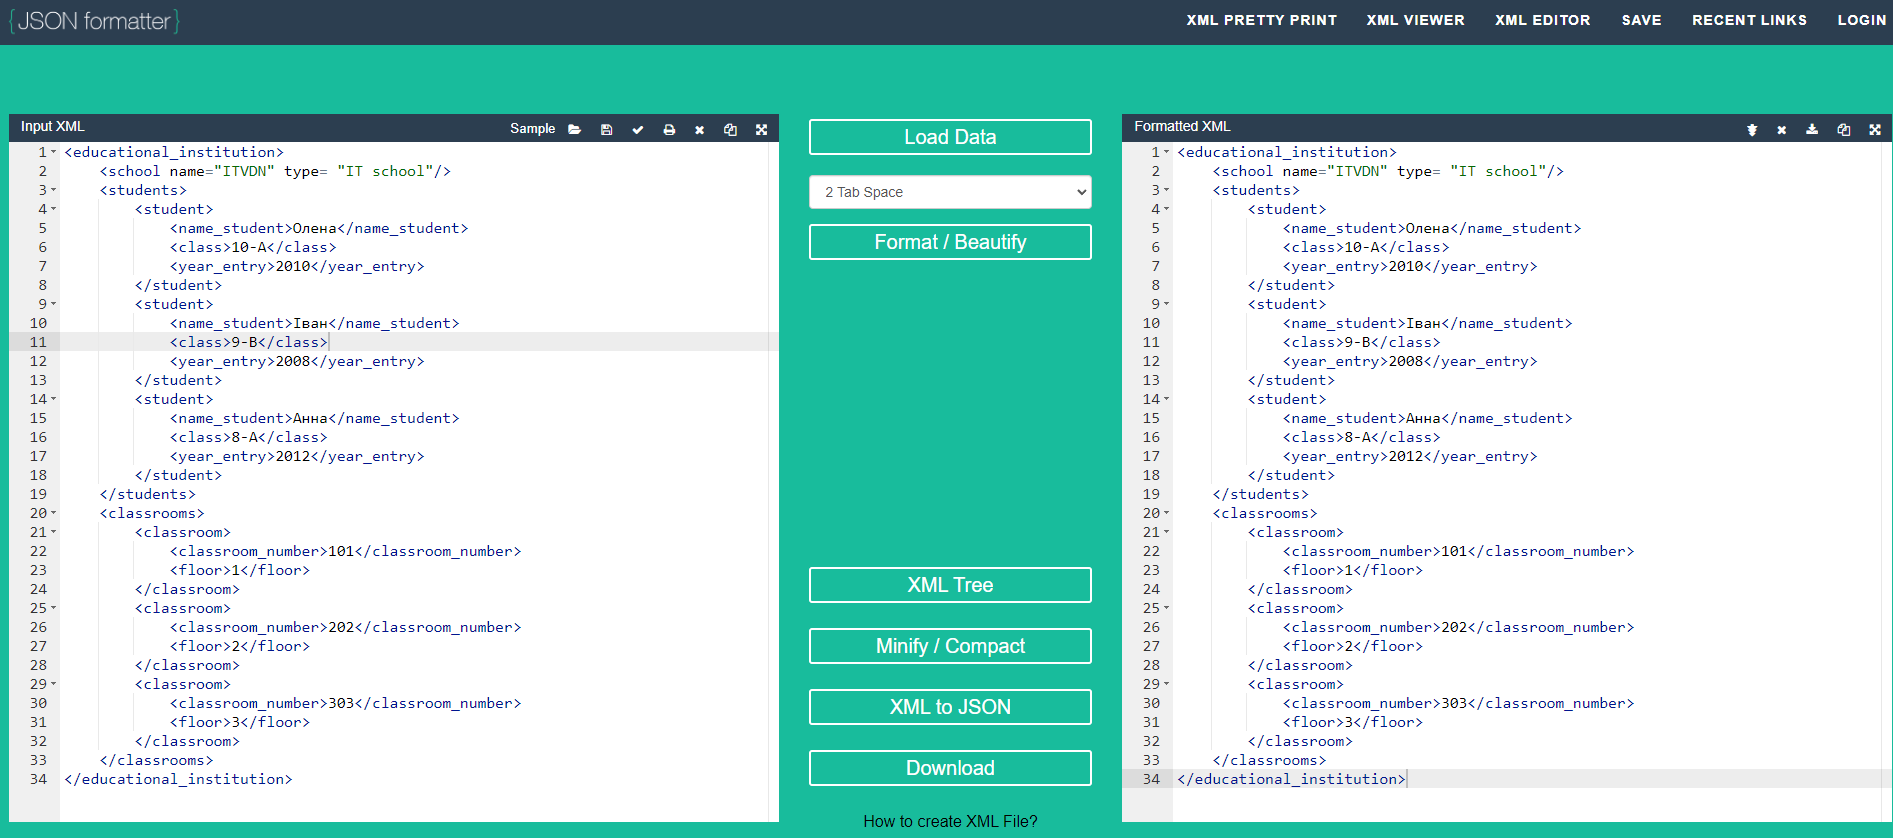 {JSON formatter}
XML PRETTY PRINT XML VIEWER XML EDITOR SAVE RECENT LINKS LOGIN
Input XML
Sample
1 <educational_institution>
2 <school name="ITVDN" type= "IT school"/>
3 <students>
4 <student>
5 <name_student>Олена</name_student>
6 <class>10-A</class>
7 <year_entry>2010</year_entry>
8 </student>
9 <student>
10 <name_student>Іван</name_student>
11 <class>9-B</class>
12 <year_entry>2008</year_entry>
13 </student>
14 <student>
15 <name_student>Анна</name_student>
16 <class>8-A</class>
17 <year_entry>2012</year_entry>
18 </student>
19 </students>
20 <classrooms>
21 <classroom>
22 <classroom_number>101</classroom_number>
23 <floor>1</floor>
24 </classroom>
25 <classroom>
26 <classroom_number>202</classroom_number>
27 <floor>2</floor>
28 </classroom>
29 <classroom>
30 <classroom_number>303</classroom_number>
31 <floor>3</floor>
32 </classroom>
33 </classrooms>
34 </educational_institution>
Load Data
2 Tab Space
Format / Beautify
XML Tree
Minify / Compact
XML to JSON
Download
How to create XML File?
Formatted XML
1 <educational_institution>
2 <school name="ITVDN" type= "IT school"/>
3 <students>
4 <student>
5 <name_student>Олена</name_student>
6 <class>10-A</class>
7 <year_entry>2010</year_entry>
8 </student>
9 <student>
10 <name_student>Іван</name_student>
11 <class>9-B</class>
12 <year_entry>2008</year_entry>
13 </student>
14 <student>
15 <name_student>Анна</name_student>
16 <class>8-A</class>
17 <year_entry>2012</year_entry>
18 </student>
19 </students>
20 <classrooms>
21 <classroom>
22 <classroom_number>101</classroom_number>
23 <floor>1</floor>
24 </classroom>
25 <classroom>
26 <classroom_number>202</classroom_number>
27 <floor>2</floor>
28 </classroom>
29 <classroom>
30 <classroom_number>303</classroom_number>
31 <floor>3</floor>
32 </classroom>
33 </classrooms>
34 </educational_institution>